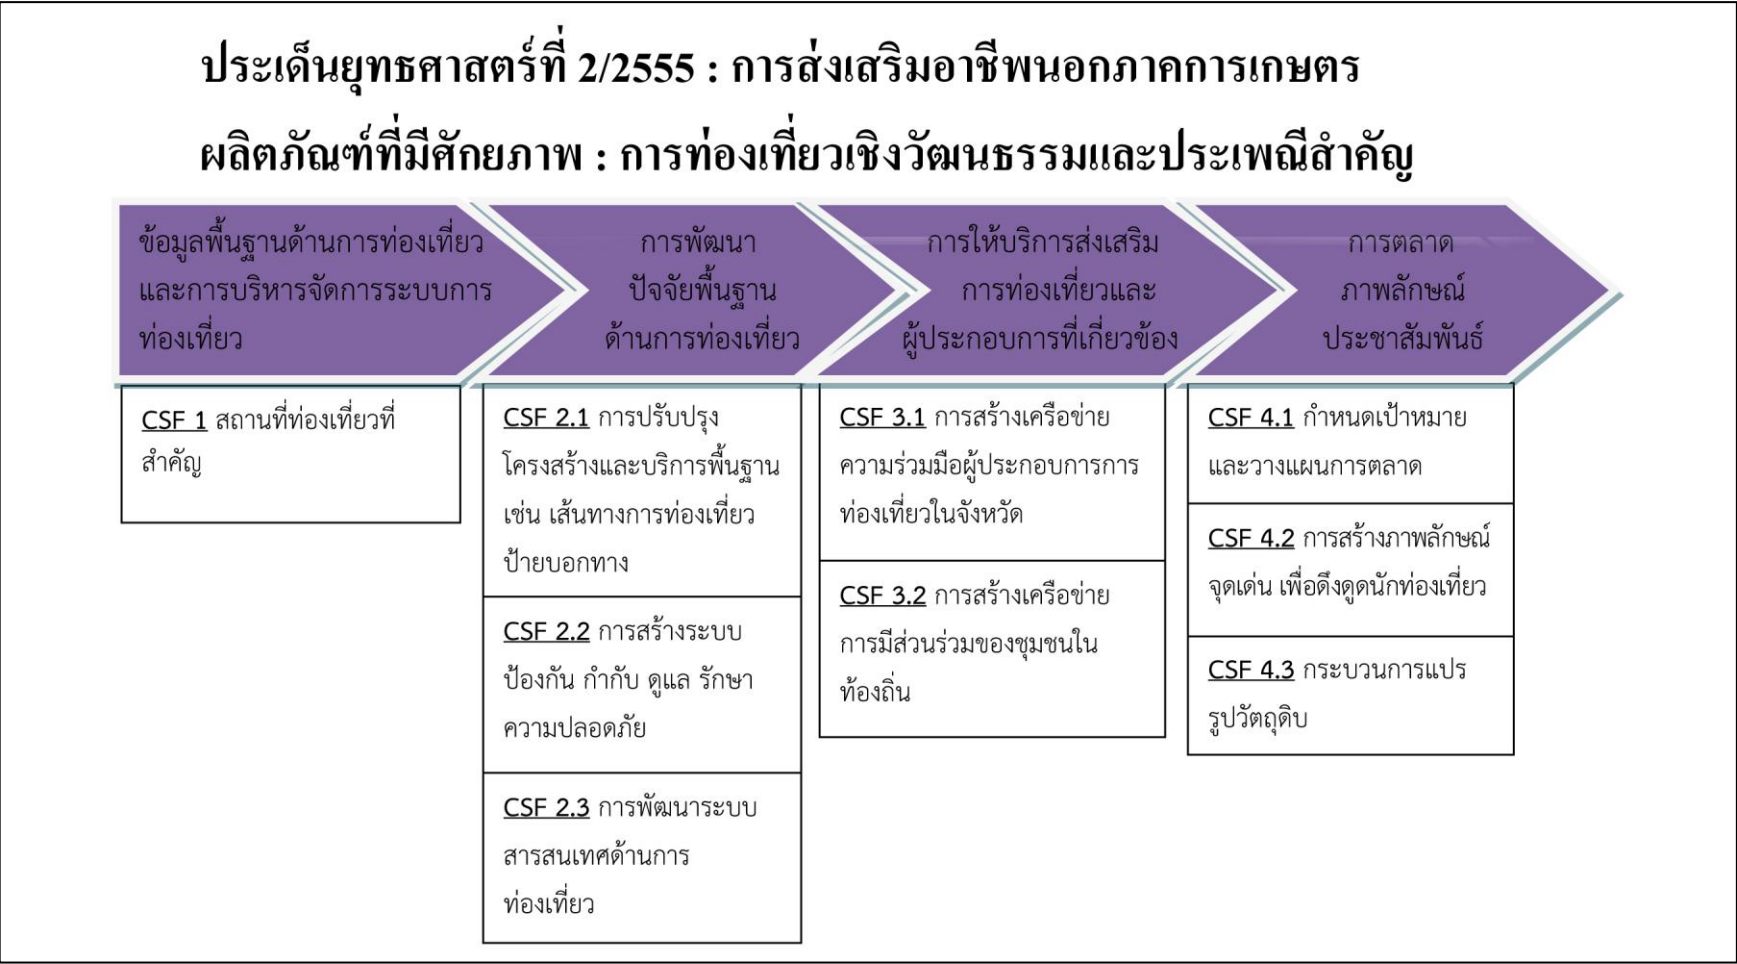 ประเด็นยุทธศาสตร์ที่ 2/2555 : การส่งเสริมอาชีพนอกภาคการเกษตร
ผลิตภัณฑ์ที่มีศักยภาพ : การท่องเที่ยวเชิงวัฒนธรรมและประเพณีสำคัญ
ข้อมูลพื้นฐานด้านการท่องเที่ยว
และการบริหารจัดการระบบการ
ท่องเที่ยว
การพัฒนา
ปัจจัยพื้นฐาน
ด้านการท่องเที่ยว
การให้บริการส่งเสริม
การท่องเที่ยวและ
ผู้ประกอบการที่เกี่ยวข้อง
การตลาด
ภาพลักษณ์
ประชาสัมพันธ์
CSF 1 สถานที่ท่องเที่ยวที่
สำคัญ
CSF 2.1 การปรับปรุง
โครงสร้างและบริการพื้นฐาน
เช่น เส้นทางการท่องเที่ยว
ป้ายบอกทาง
CSF 2.2 การสร้างระบบ
ป้องกัน กำกับ ดูแล รักษา
ความปลอดภัย
CSF 2.3 การพัฒนาระบบ
สารสนเทศด้านการ
ท่องเที่ยว
CSF 3.1 การสร้างเครือข่าย
ความร่วมมือผู้ประกอบการการ
ท่องเที่ยวในจังหวัด
CSF 3.2 การสร้างเครือข่าย
การมีส่วนร่วมของชุมชนใน
ท้องถิ่น
CSF 4.1 กำหนดเป้าหมาย
และวางแผนการตลาด
CSF 4.2 การสร้างภาพลักษณ์
จุดเด่น เพื่อดึงดูดนักท่องเที่ยว
CSF 4.3 กระบวนการแปร
รูปวัตถุดิบ